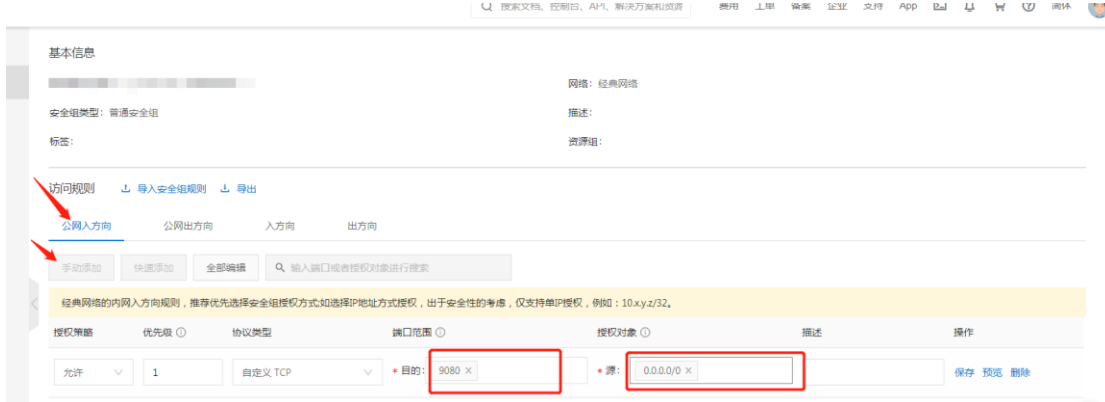 搜索文档、控制台、API、解决方案和资源 费用 工单 备案 企业 支持 App 简体
基本信息
网络：经典网络
安全组类型：普通安全组 描述：
标签： 资源组：
访问规则 导入安全组规则 导出
公网入方向 公网出方向 入方向 出方向
手动添加 快速添加 全部编辑 输入端口或者授权对象进行搜索
经典网络的内网入方向规则，推荐优先选择安全组授权方式;如选择IP地址方式授权，出于安全性的考虑，仅支持单IP授权，例如：10.x.y.z/32。
授权策略 优先级 协议类型 端口范围 授权对象 描述 操作
允许 1 自定义 TCP * 目的： 9080 × * 源： 0.0.0.0/0 × 保存 预览 删除